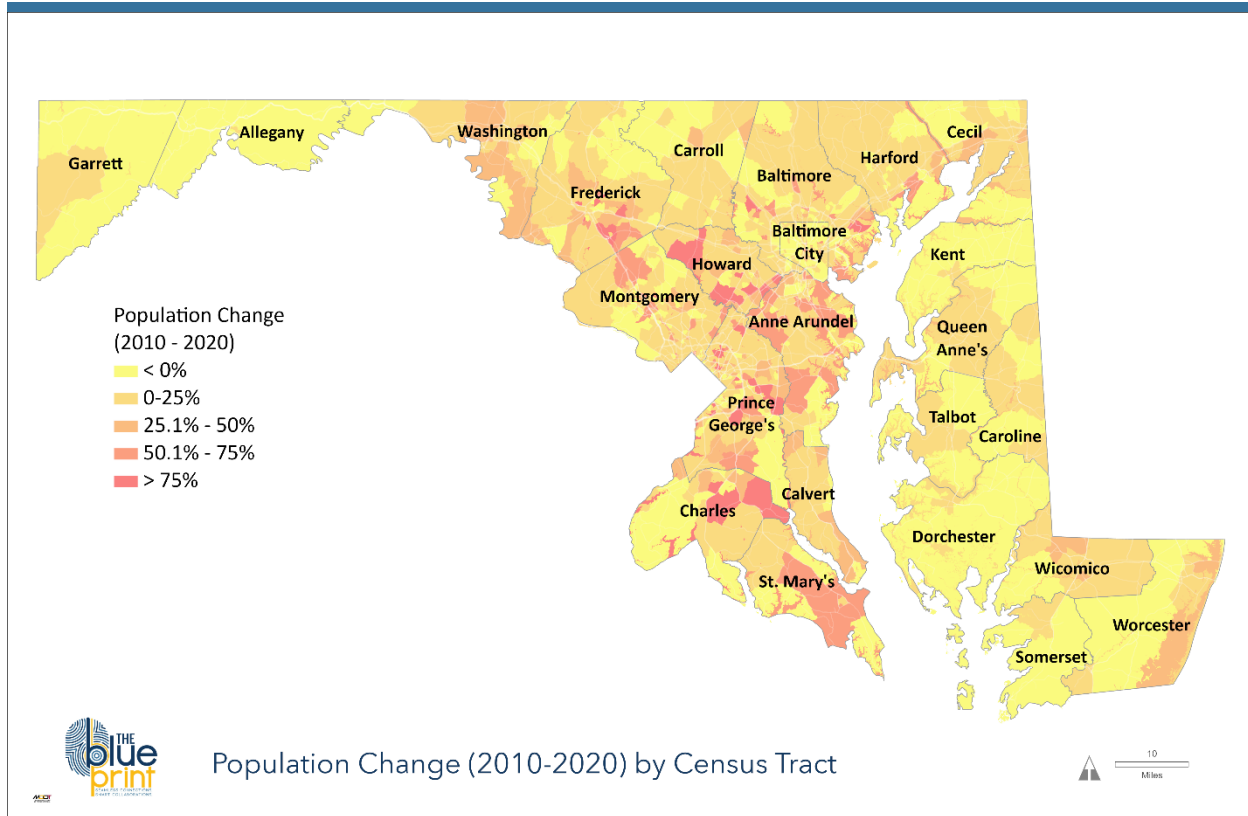 Garrett
Allegany
Washington
Frederick
Carroll
Baltimore
Harford
Cecil
Baltimore
City
Howard
Montgomery
Anne Arundel
Kent
Queen
Anne's
Talbot
Caroline
Prince
George's
Calvert
Charles
St. Mary's
Dorchester
Wicomico
Worcester
Somerset
Population Change
(2010 - 2020)
< 0%
0-25%
25.1% - 50%
50.1% - 75%
> 75%
THE
blue
print
Population Change (2010-2020) by Census Tract
10
Miles